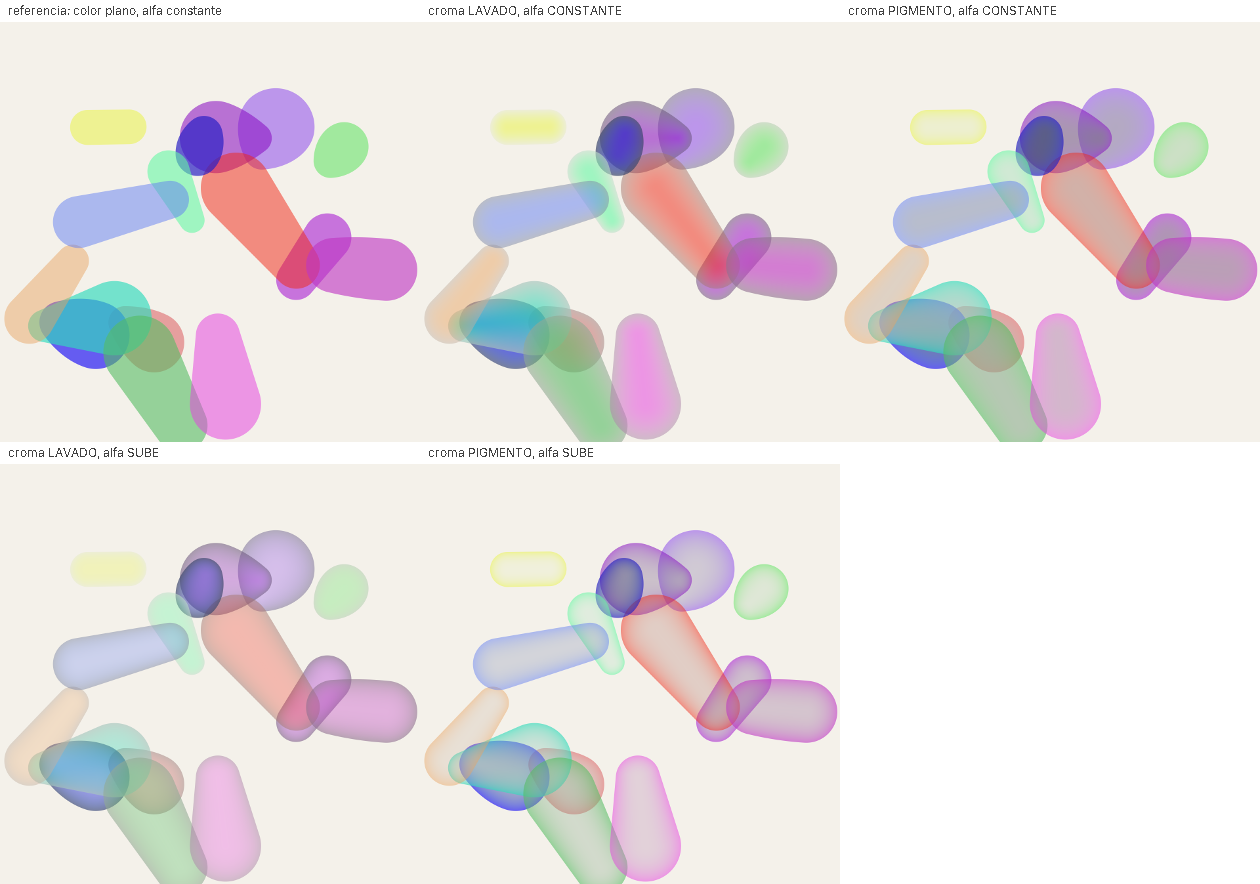 referencia: color plano, alfa constante
croma LAVADO, alfa CONSTANTE
croma PIGMENTO, alfa CONSTANTE
croma LAVADO, alfa SUBE
croma PIGMENTO, alfa SUBE